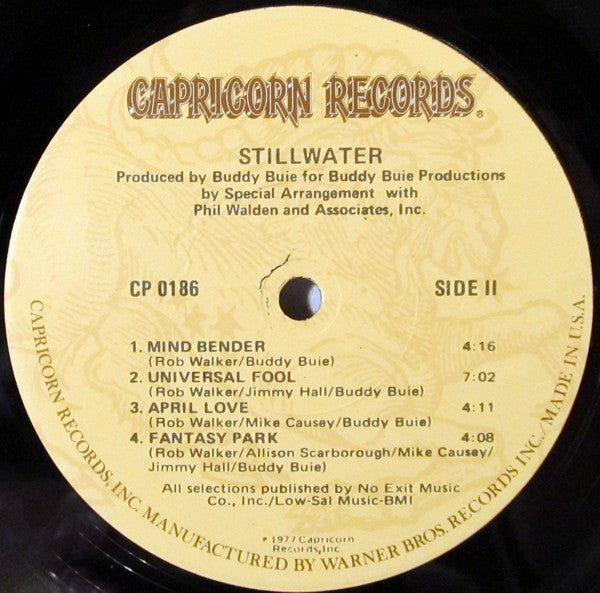 CAPRICORN RECORDS®
STILLWATER
Produced by Buddy Buie for Buddy Buie Productions
by Special Arrangement with
Phil Walden and Associates, Inc.
CP 0186 SIDE II
1. MIND BENDER 4:16
(Rob Walker/Buddy Buie)
2. UNIVERSAL FOOL 7:02
(Rob Walker/Jimmy Hall/Buddy Buie)
3. APRIL LOVE 4:11
(Rob Walker/Mike Causey/Buddy Buie)
4. FANTASY PARK 4:08
(Rob Walker/Allison Scarborough/Mike Causey/
Jimmy Hall/Buddy Buie)
All selections published by No Exit Music
Co., Inc./Low-Sal Music-BMI
℗ 1977 Capricorn
Records, Inc.
CAPRICORN RECORDS, INC. MANUFACTURED BY WARNER BROS. RECORDS INC./MADE IN U.S.A.